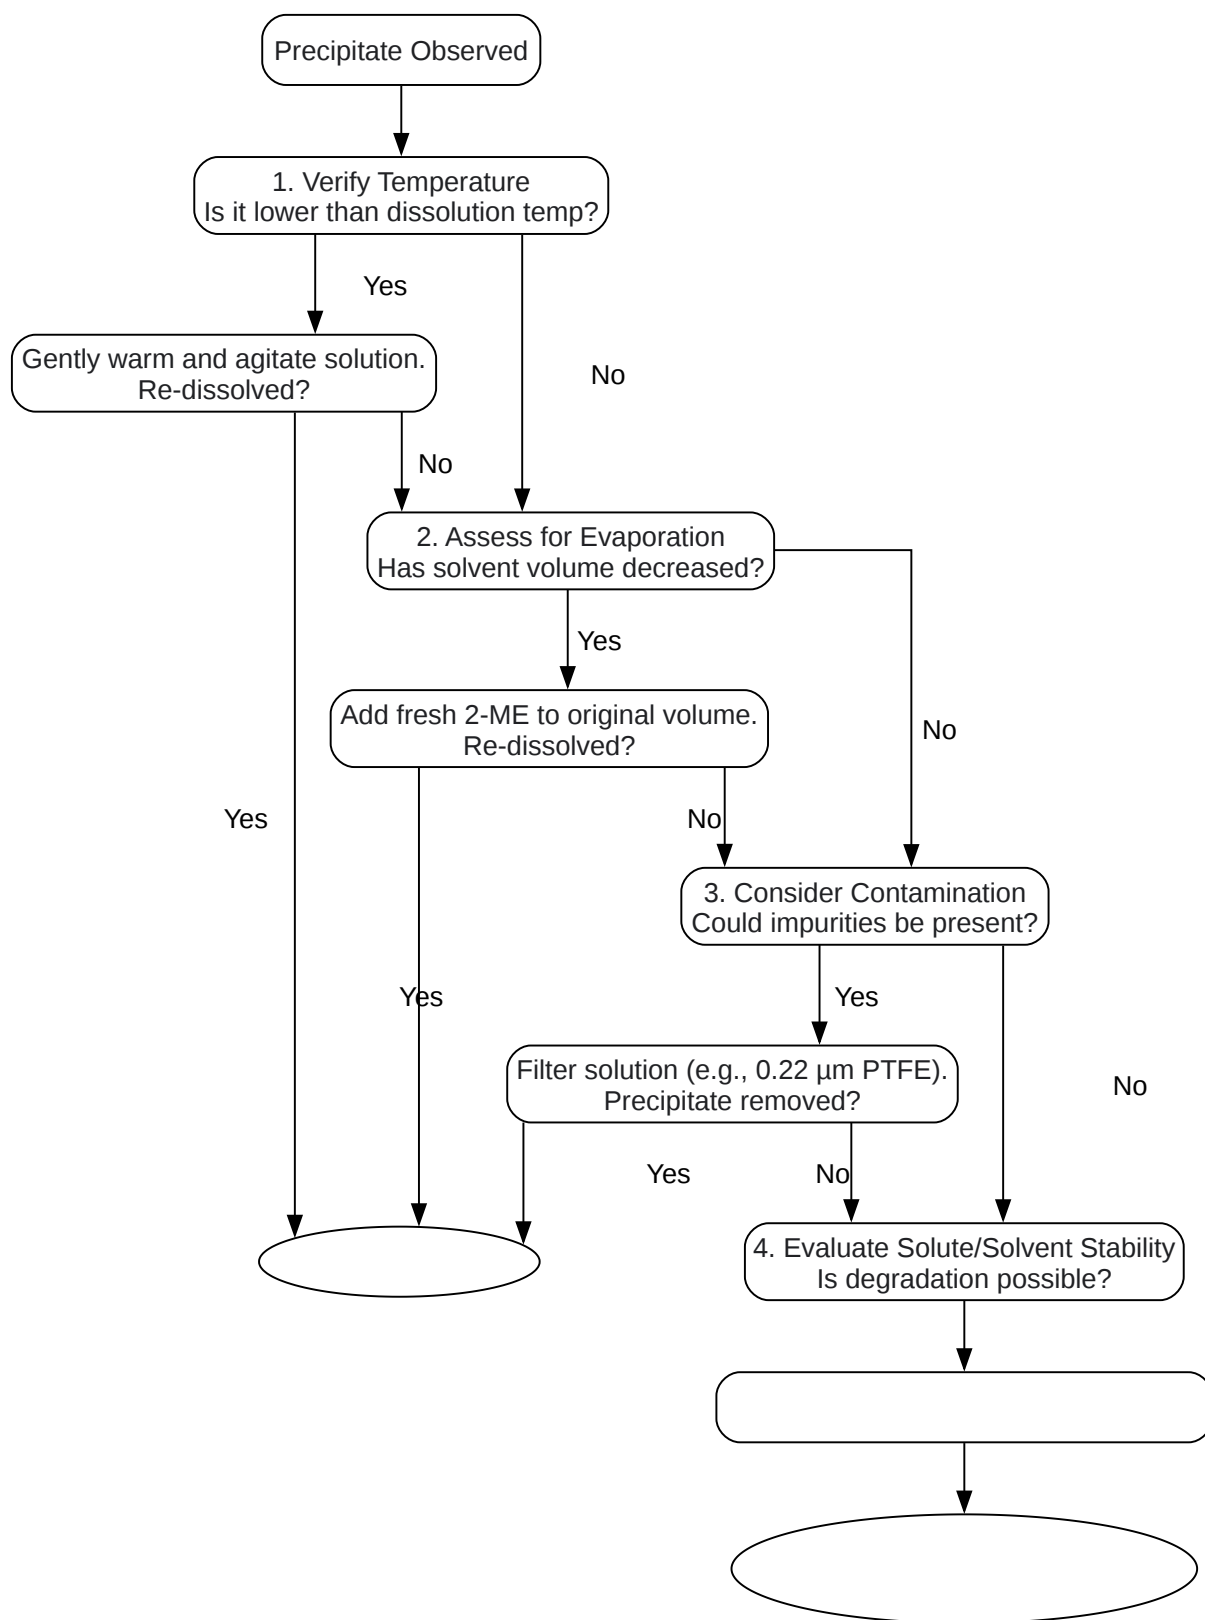 Precipitate Observed
1. Verify Temperature
Is it lower than dissolution temp?
Yes
Gently warm and agitate solution.
Re-dissolved?
No
No
2. Assess for Evaporation
Has solvent volume decreased?
Yes
Add fresh 2-ME to original volume.
Re-dissolved?
No
Yes
No
3. Consider Contamination
Could impurities be present?
Yes
Yes
Filter solution (e.g., 0.22 µm PTFE).
Precipitate removed?
No
Yes
No
4. Evaluate Solute/Solvent Stability
Is degradation possible?